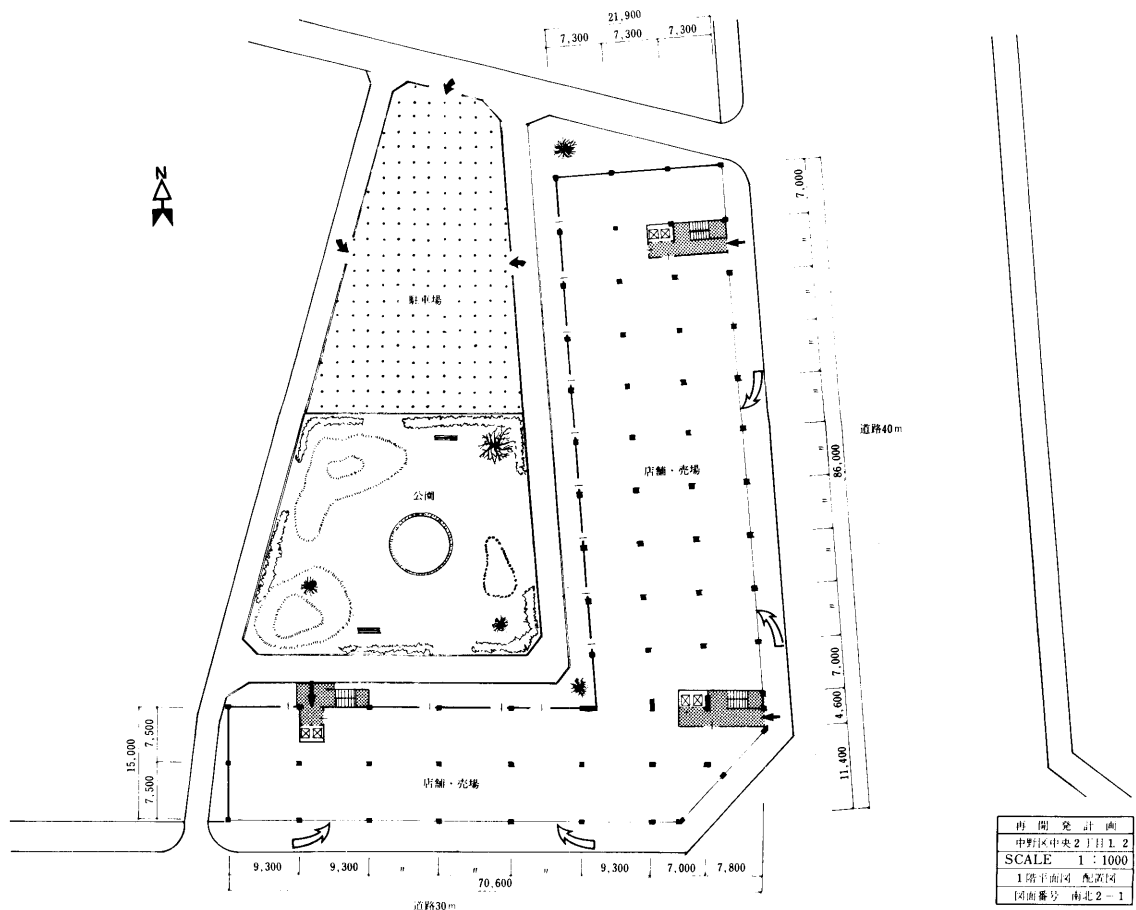 21,900
7,300
7,300
7,300
N
駐車場
7,000
〃
〃
〃
〃
〃
〃
〃
〃
道路40m
86,000
店舗・売場
公園
7,000
4,600
11,400
15,000
7,500
7,500
店舗・売場
9,300
9,300
〃
〃
〃
9,300
7,000
7,800
70,600
道路30m
再開発計画
中野区中央2丁目1.2
SCALE 1:1000
1階平面図 配置図
図面番号 南北2-1